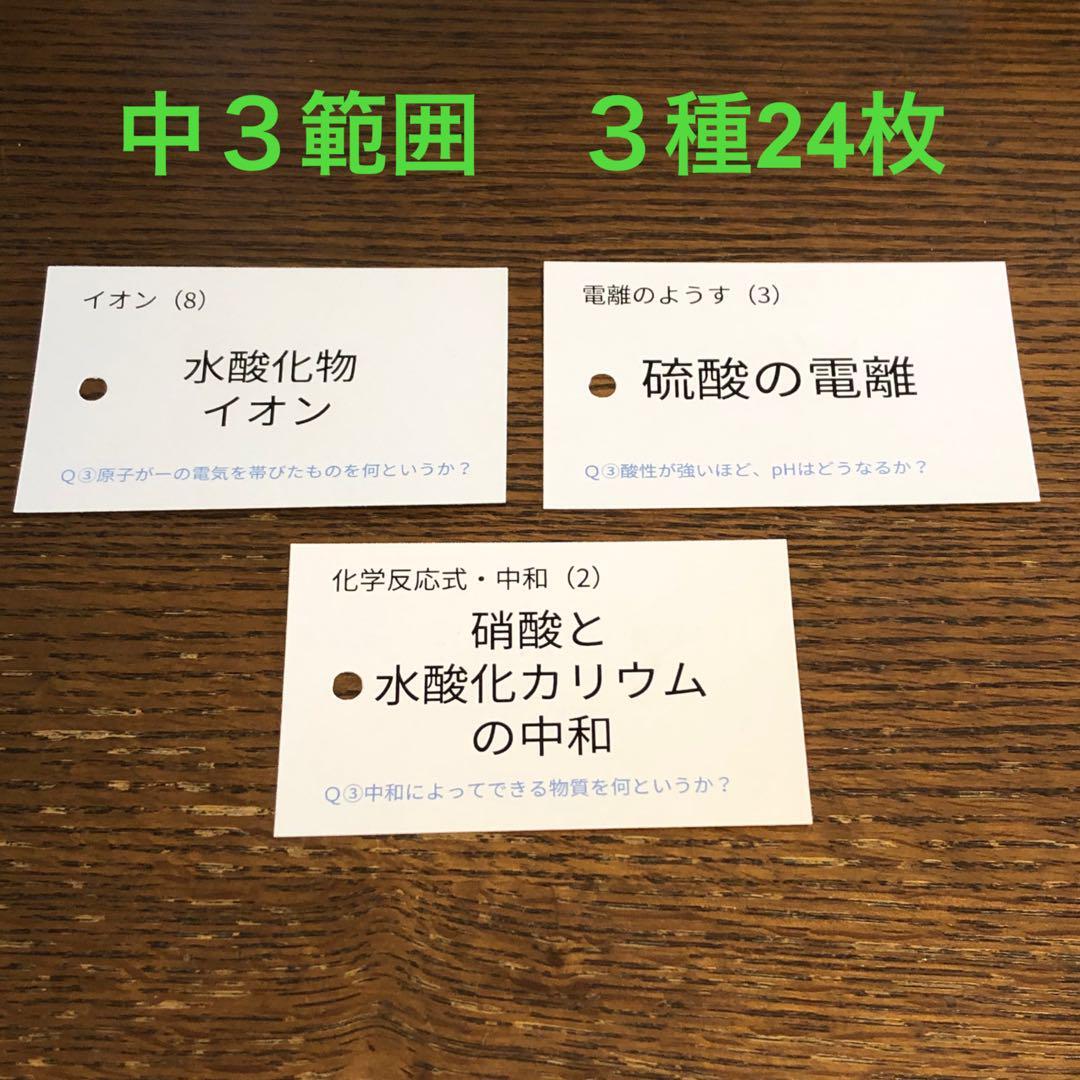 中３範囲　３種24枚
イオン（8）
水酸化物
イオン
Q③原子が－の電気を帯びたものを何というか？
電離のようす（3）
硫酸の電離
Q③酸性が強いほど、pHはどうなるか？
化学反応式・中和（2）
硝酸と
水酸化カリウム
の中和
Q③中和によってできる物質を何というか？